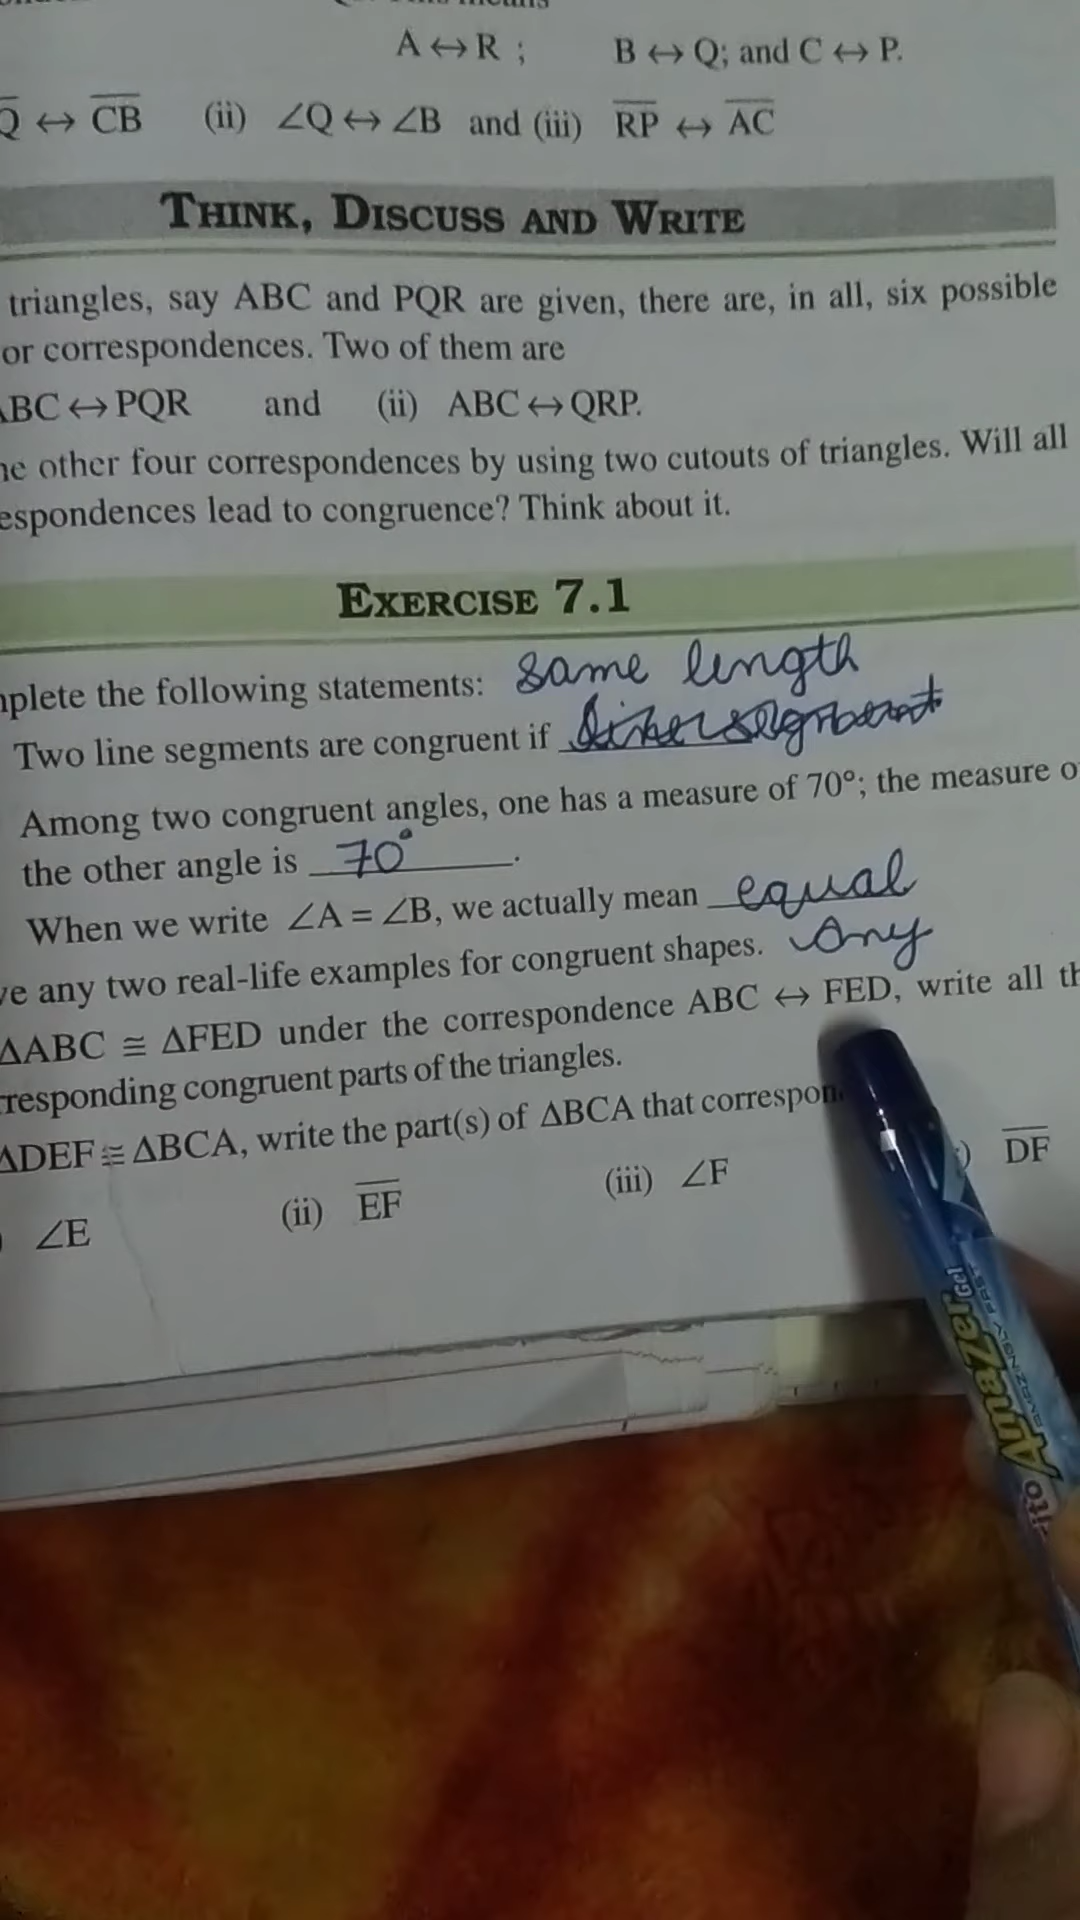 A ↔ R ; B ↔ Q; and C ↔ P.
↔ CB (ii) ∠Q ↔ ∠B and (iii) RP ↔ AC
THINK, DISCUSS AND WRITE
triangles, say ABC and PQR are given, there are, in all, six possible
or correspondences. Two of them are
BC ↔ PQR and (ii) ABC ↔ QRP.
other four correspondences by using two cutouts of triangles. Will all
espondences lead to congruence? Think about it.
EXERCISE 7.1
same length
plete the following statements:
Two line segments are congruent if
Among two congruent angles, one has a measure of 70°; the measure o
the other angle is 70°.
When we write ∠A = ∠B, we actually mean equal
ve any two real-life examples for congruent shapes. Any
ΔABC ≅ ΔFED under the correspondence ABC ↔ FED, write all th
rresponding congruent parts of the triangles.
ΔDEF ≅ ΔBCA, write the part(s) of ΔBCA that correspon
∠E (ii) EF (iii) ∠F ) DF
AmaZer Gel